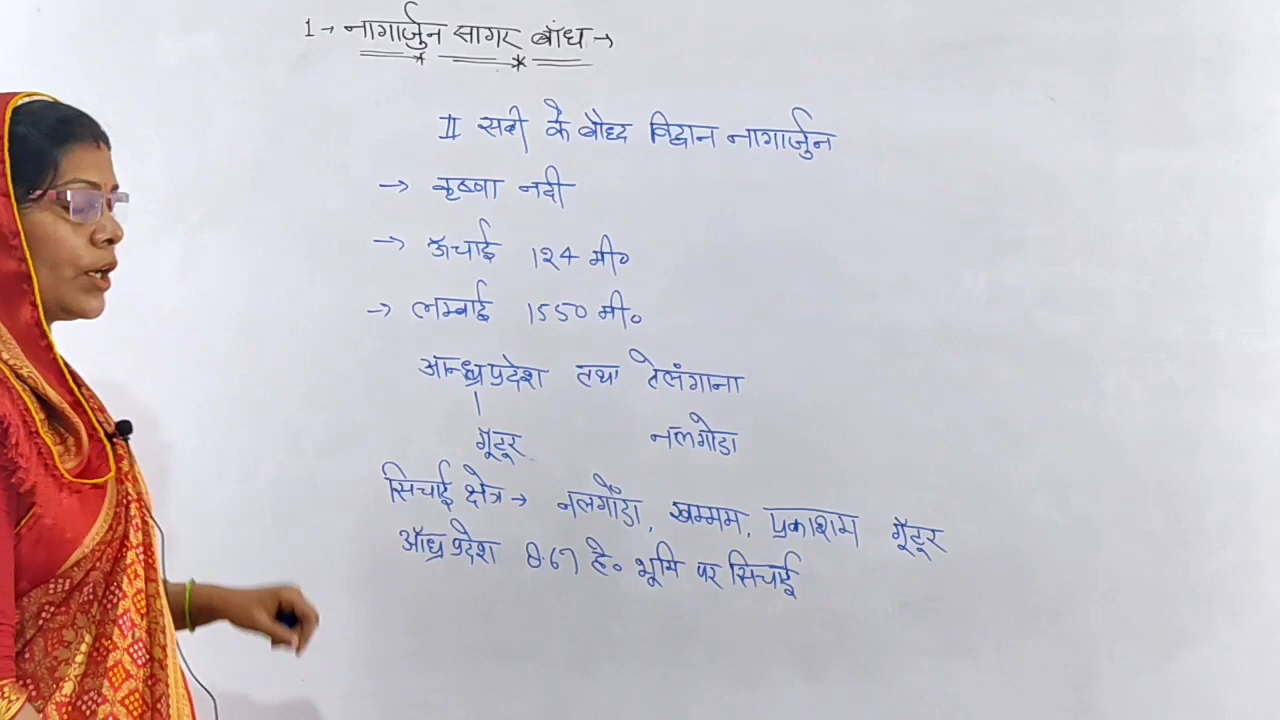 1→ नागार्जुन सागर बाँध→
II सदी के बौध्द विद्वान नागार्जुन
→ कृष्णा नदी
→ ऊँचाई 124 मी०
→ लम्बाई 1550 मी०
आन्ध्रप्रदेश तथा तेलंगाना
गूंटूर नलगोंडा
सिचाई क्षेत्र→ नलगोंडा, खम्मम, प्रकाशम गूंटूर
आँध्र प्रदेश 8.67 है० भूमि पर सिचाई